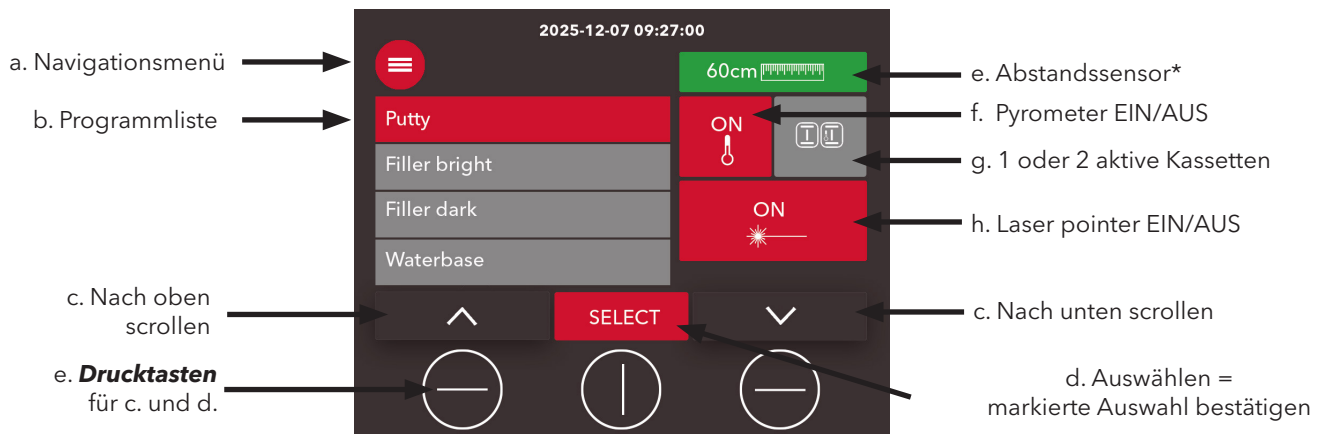 2025-12-07 09:27:00
a. Navigationsmenü
60cm
e. Abstandssensor*
b. Programmliste
Putty
ON
f. Pyrometer EIN/AUS
Filler bright
g. 1 oder 2 aktive Kassetten
Filler dark
ON
h. Laser pointer EIN/AUS
Waterbase
c. Nach oben
scrollen
SELECT
c. Nach unten scrollen
e. Drucktasten
für c. und d.
d. Auswählen =
markierte Auswahl bestätigen